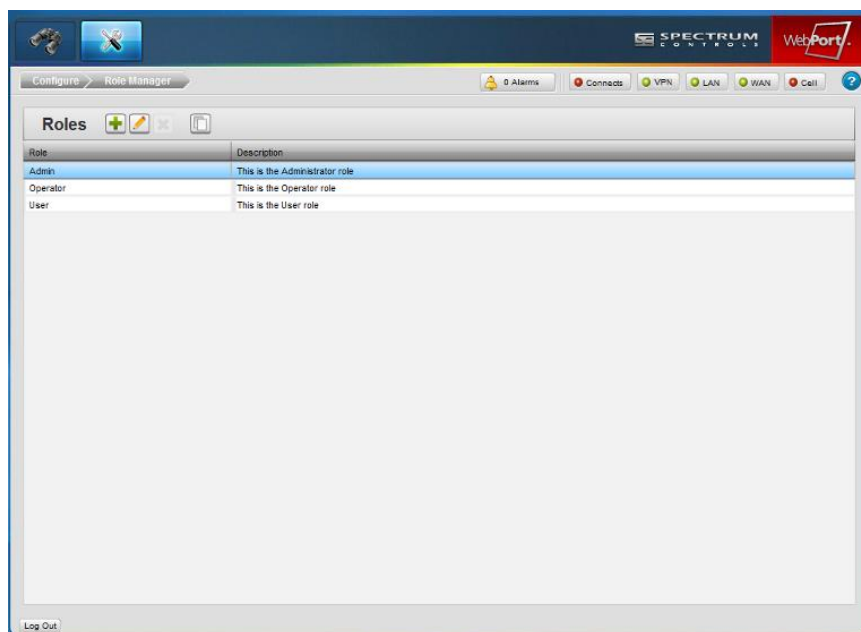 SPECTRUM
CONTROLS
WebPort.
Configure Role Manager
0 Alarms Connects VPN LAN WAN Cell ?
Roles
Role Description
Admin This is the Administrator role
Operator This is the Operator role
User This is the User role
Log Out